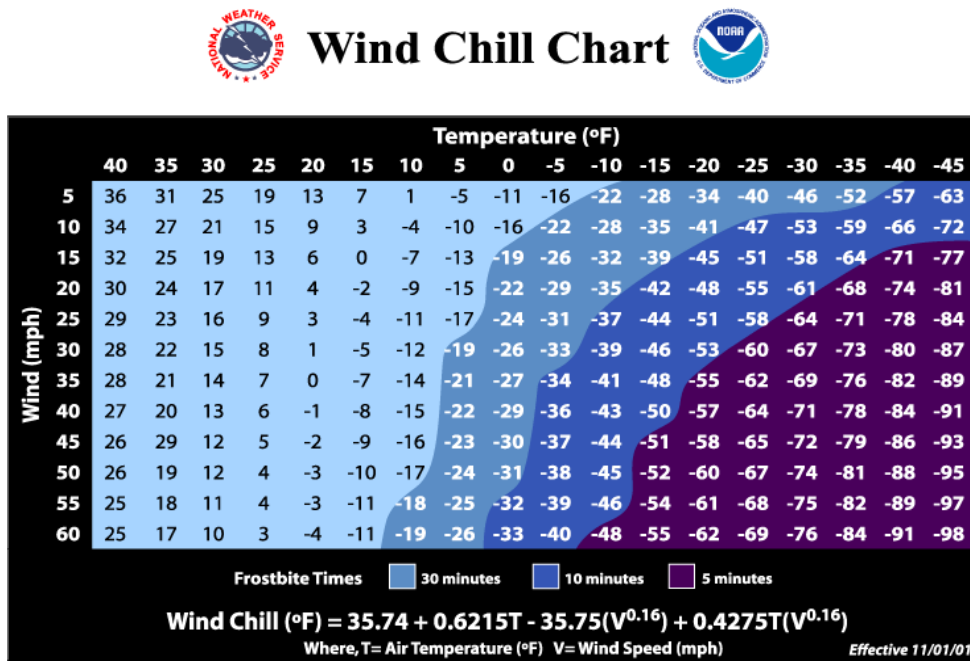 NATIONAL WEATHER SERVICE
Wind Chill Chart
NOAA
NATIONAL OCEANIC AND ATMOSPHERIC ADMINISTRATION
U.S. DEPARTMENT OF COMMERCE
Temperature (ºF)
40 35 30 25 20 15 10 5 0 -5 -10 -15 -20 -25 -30 -35 -40 -45
Wind (mph)
5 36 31 25 19 13 7 1 -5 -11 -16 -22 -28 -34 -40 -46 -52 -57 -63
10 34 27 21 15 9 3 -4 -10 -16 -22 -28 -35 -41 -47 -53 -59 -66 -72
15 32 25 19 13 6 0 -7 -13 -19 -26 -32 -39 -45 -51 -58 -64 -71 -77
20 30 24 17 11 4 -2 -9 -15 -22 -29 -35 -42 -48 -55 -61 -68 -74 -81
25 29 23 16 9 3 -4 -11 -17 -24 -31 -37 -44 -51 -58 -64 -71 -78 -84
30 28 22 15 8 1 -5 -12 -19 -26 -33 -39 -46 -53 -60 -67 -73 -80 -87
35 28 21 14 7 0 -7 -14 -21 -27 -34 -41 -48 -55 -62 -69 -76 -82 -89
40 27 20 13 6 -1 -8 -15 -22 -29 -36 -43 -50 -57 -64 -71 -78 -84 -91
45 26 29 12 5 -2 -9 -16 -23 -30 -37 -44 -51 -58 -65 -72 -79 -86 -93
50 26 19 12 4 -3 -10 -17 -24 -31 -38 -45 -52 -60 -67 -74 -81 -88 -95
55 25 18 11 4 -3 -11 -18 -25 -32 -39 -46 -54 -61 -68 -75 -82 -89 -97
60 25 17 10 3 -4 -11 -19 -26 -33 -40 -48 -55 -62 -69 -76 -84 -91 -98
Frostbite Times 30 minutes 10 minutes 5 minutes
Wind Chill (ºF) = 35.74 + 0.6215T - 35.75(V^0.16) + 0.4275T(V^0.16)
Where, T= Air Temperature (ºF) V= Wind Speed (mph) Effective 11/01/01